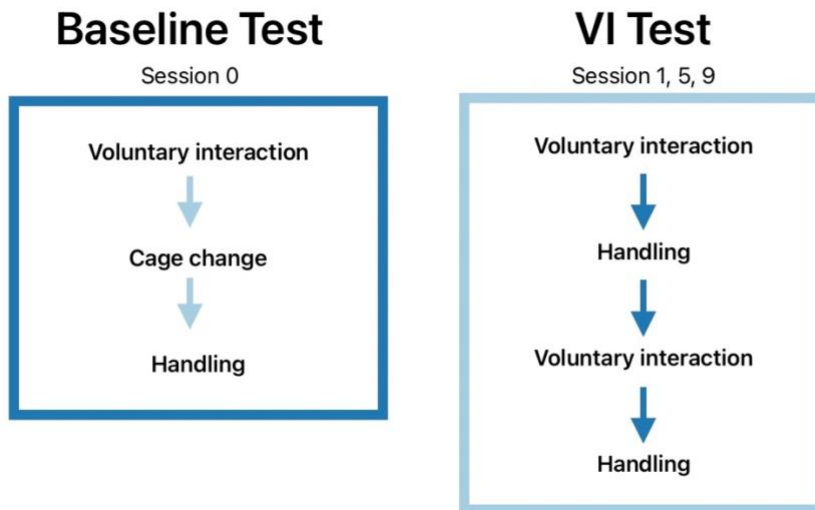 Baseline Test
Session 0
Voluntary interaction
Cage change
Handling
VI Test
Session 1, 5, 9
Voluntary interaction
Handling
Voluntary interaction
Handling